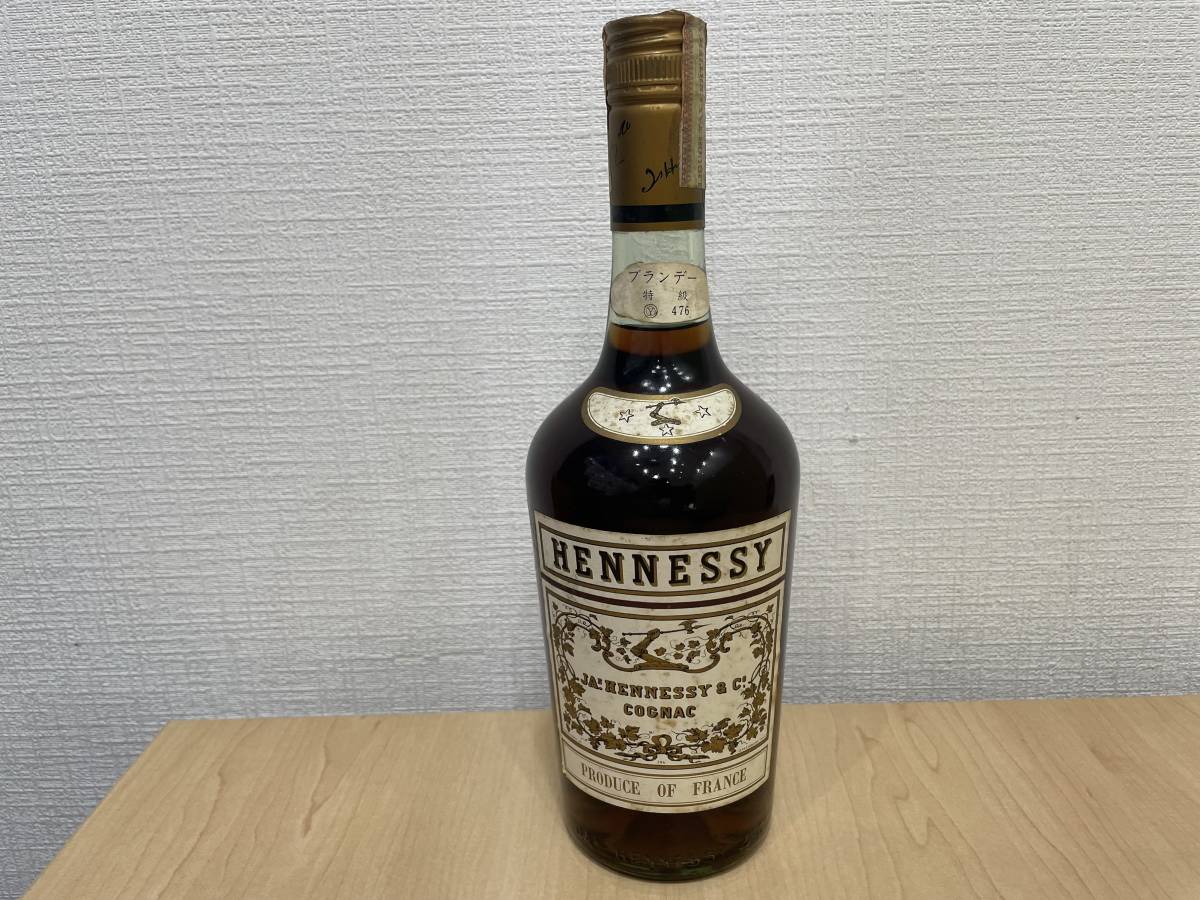 ブランデー
特級
Ⓨ 476
HENNESSY
JAS HENNESSY & Co.
COGNAC
PRODUCE OF FRANCE